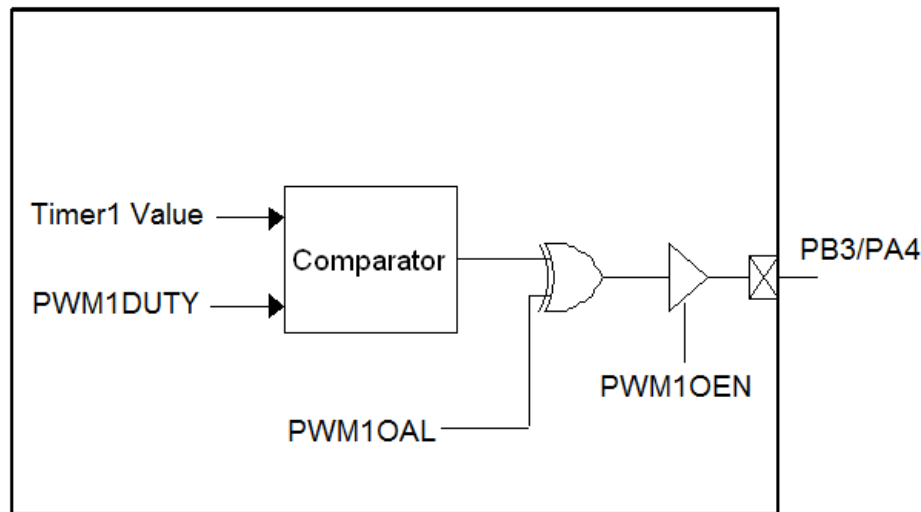 Timer1 Value
Comparator
PB3/PA4
PWM1DUTY
PWM1OEN
PWM1OAL